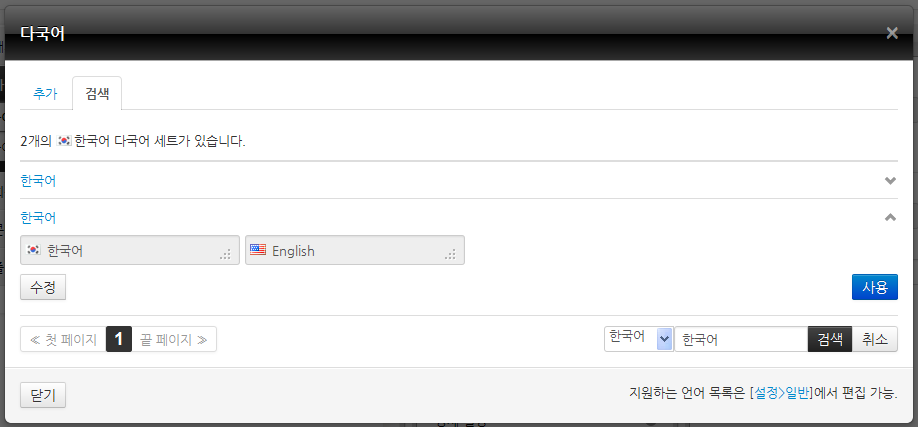 다국어 ×
추가 검색
2개의 한국어 다국어 세트가 있습니다.
한국어
한국어
한국어 English
수정 사용
≪ 첫 페이지 1 끝 페이지 ≫ 한국어 한국어 검색 취소
닫기 지원하는 언어 목록은 [설정>일반]에서 편집 가능.